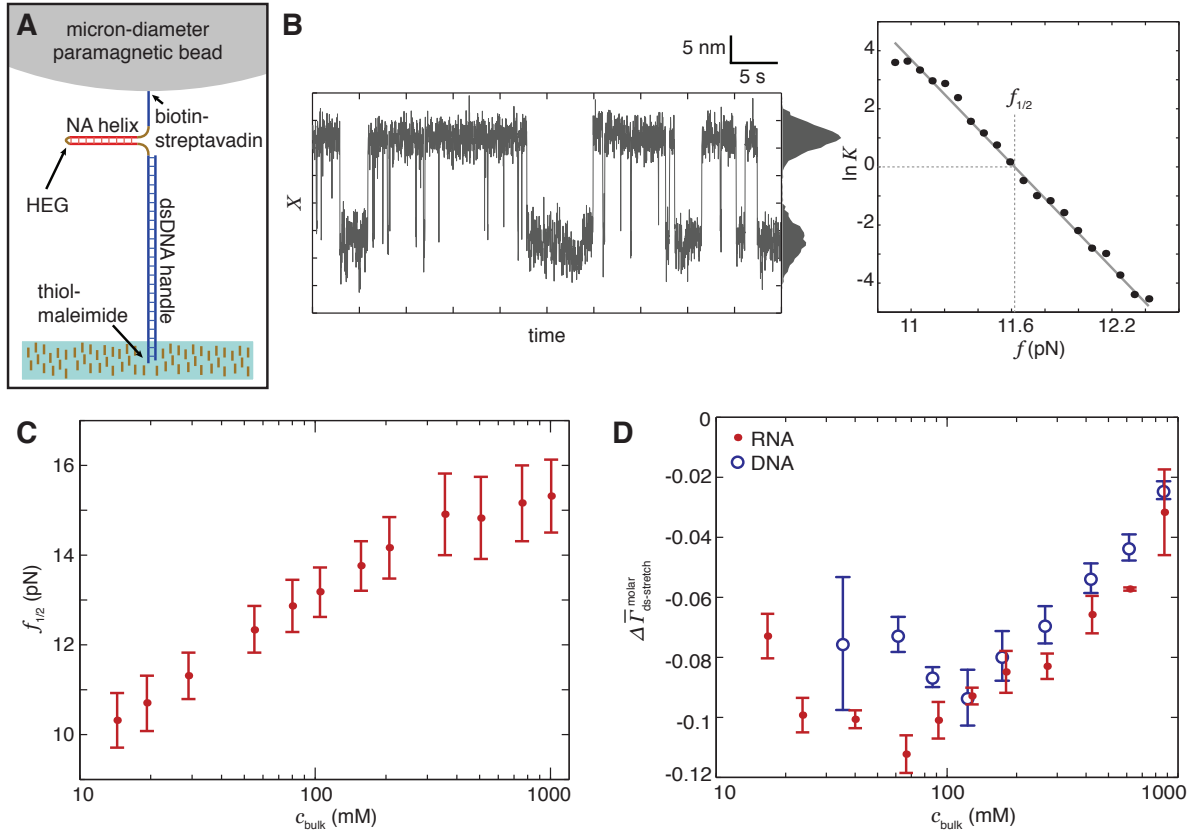 A
micron-diameter
paramagnetic bead
NA helix
biotin-
streptavadin
HEG
dsDNA handle
thiol-
maleimide
B
5 nm
5 s
X
time
4
2
0
-2
-4
ln K
f1/2
11
11.6
12.2
f (pN)
C
16
14
12
10
f1/2 (pN)
10
100
1000
cbulk (mM)
D
RNA
DNA
0
-0.02
-0.04
-0.06
-0.08
-0.1
-0.12
ΔΓ̅ molar ds-stretch
10
100
1000
cbulk (mM)